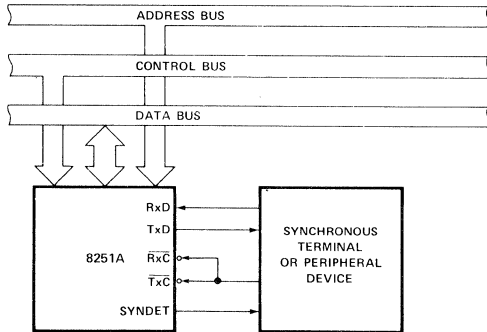 ADDRESS BUS
CONTROL BUS
DATA BUS
8251A
RxD
TxD
RxC
TxC
SYNDET
SYNCHRONOUS
TERMINAL
OR PERIPHERAL
DEVICE